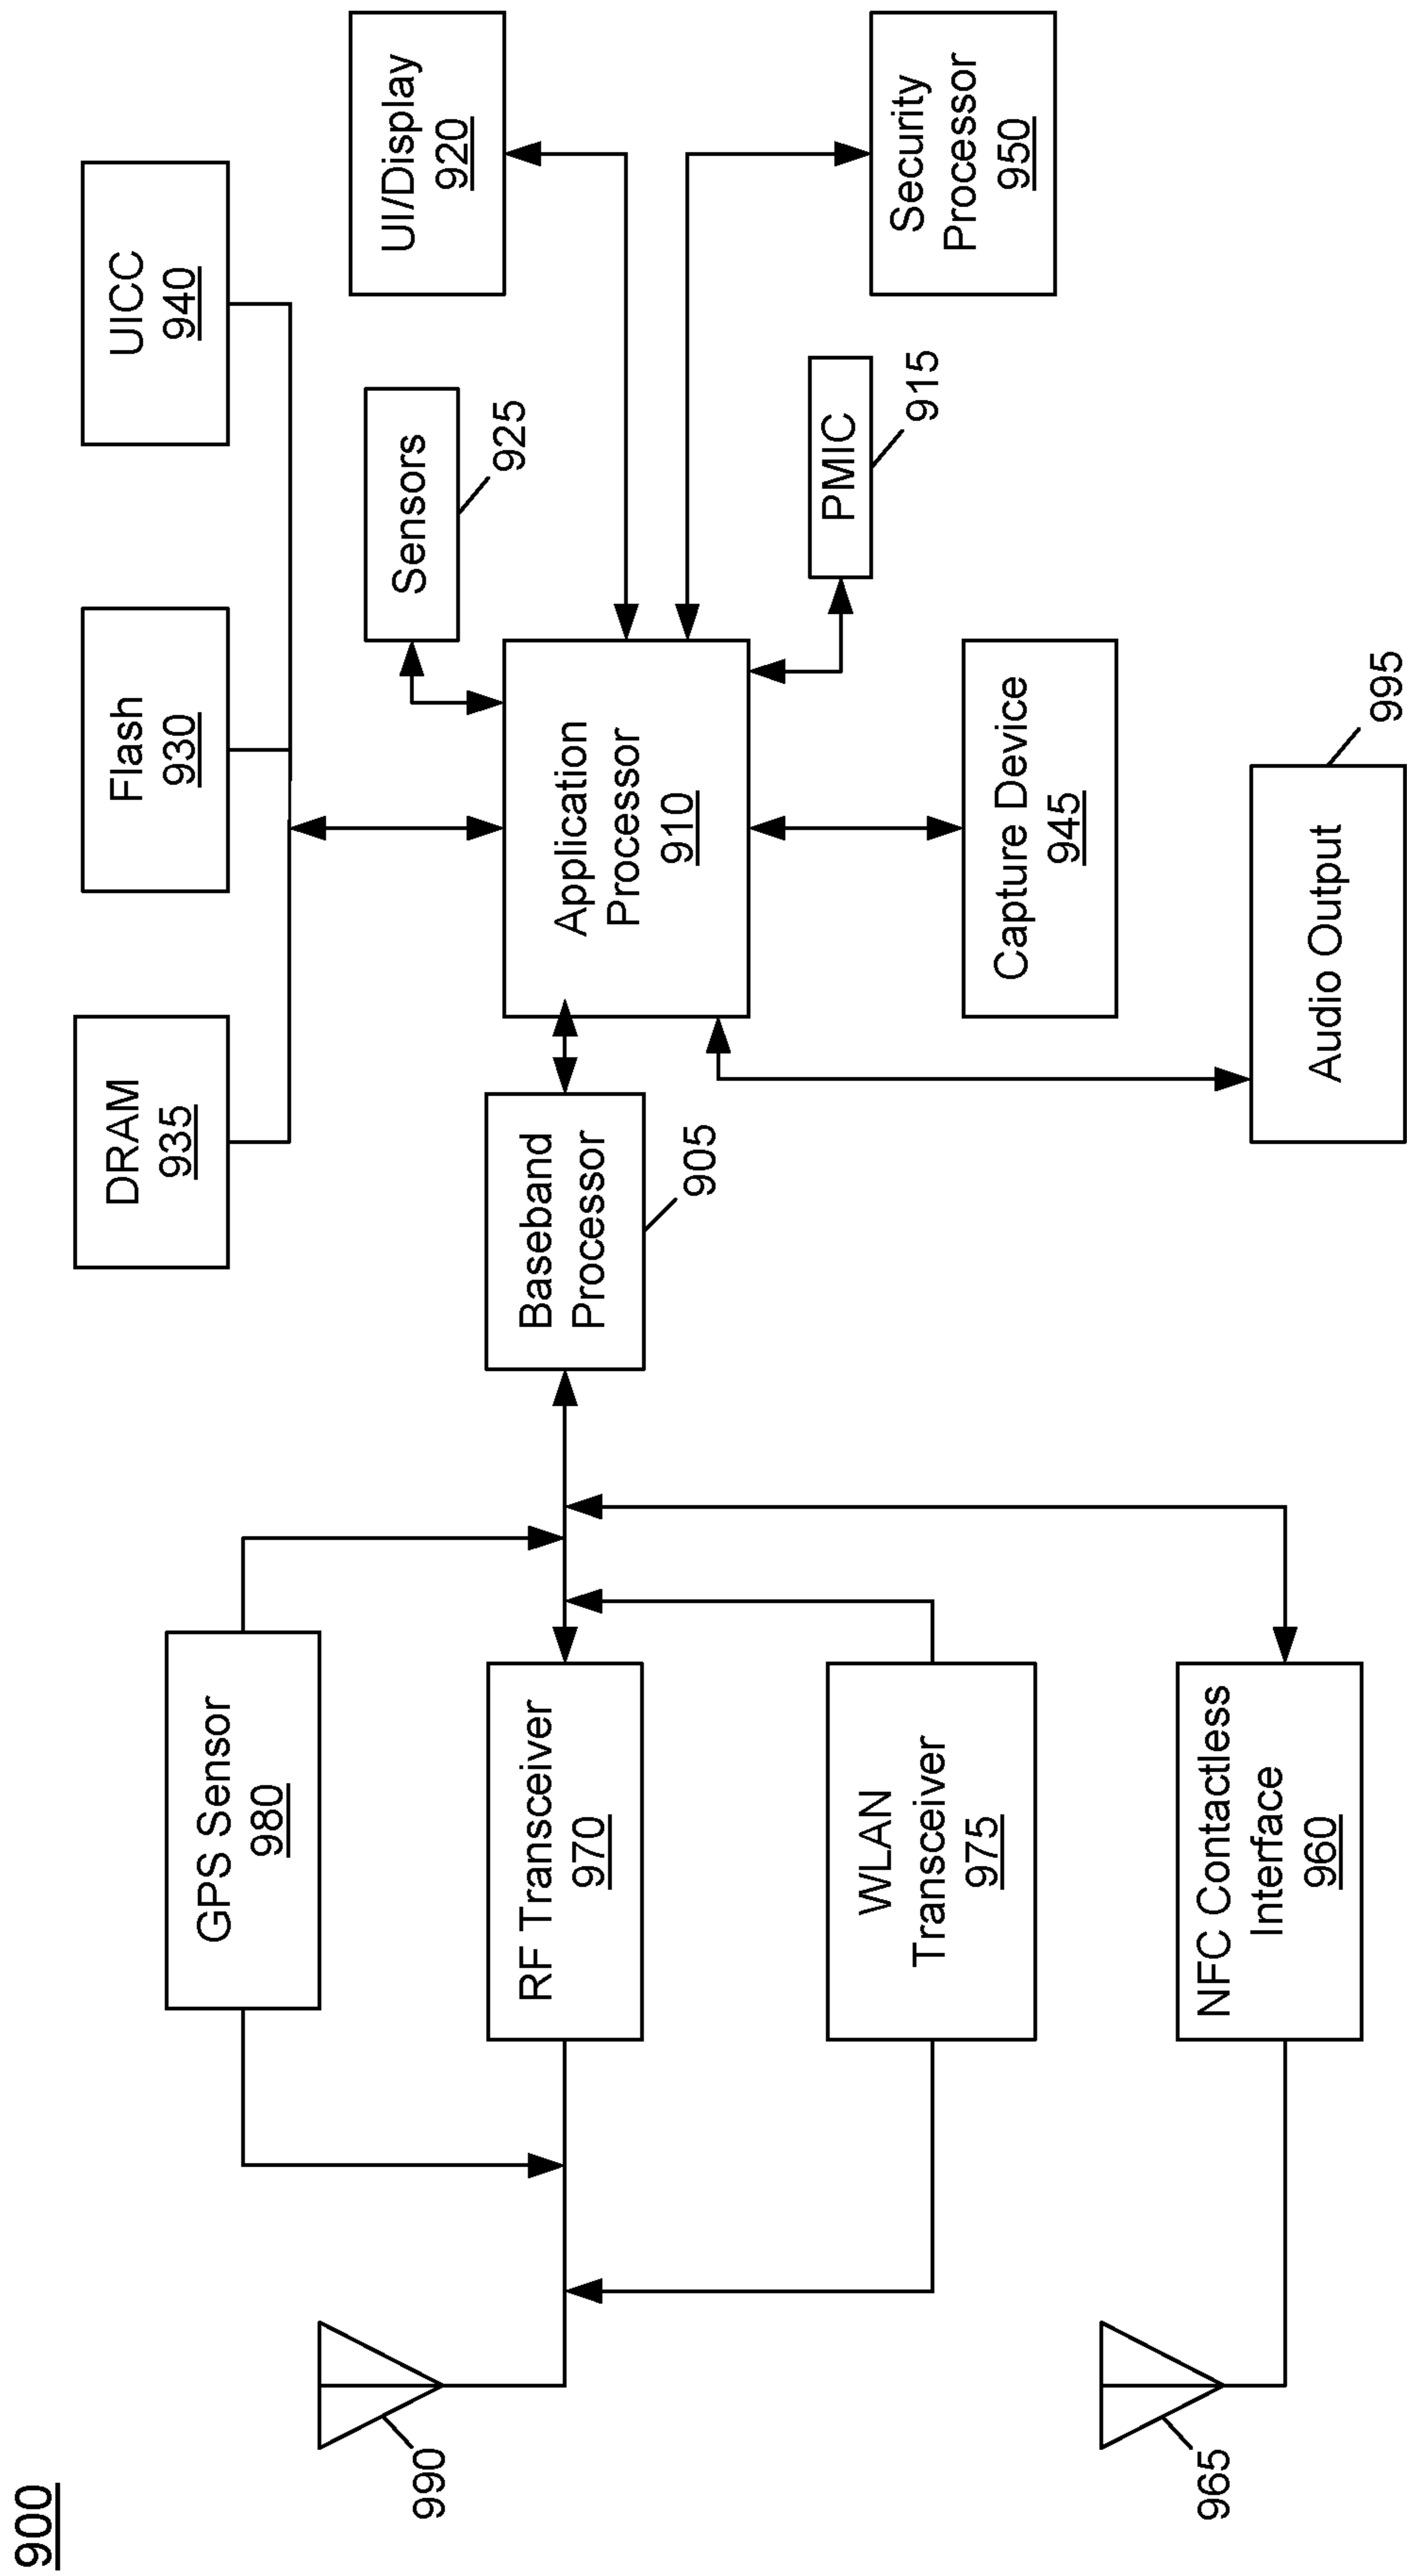 900
UICC
940
Flash
930
DRAM
935
UI/Display
920
Sensors
925
Security
Processor
950
PMIC
915
Application
Processor
910
Capture Device
945
Audio Output
995
Baseband
Processor
905
GPS Sensor
980
RF Transceiver
970
WLAN
Transceiver
975
NFC Contactless
Interface
960
990
965